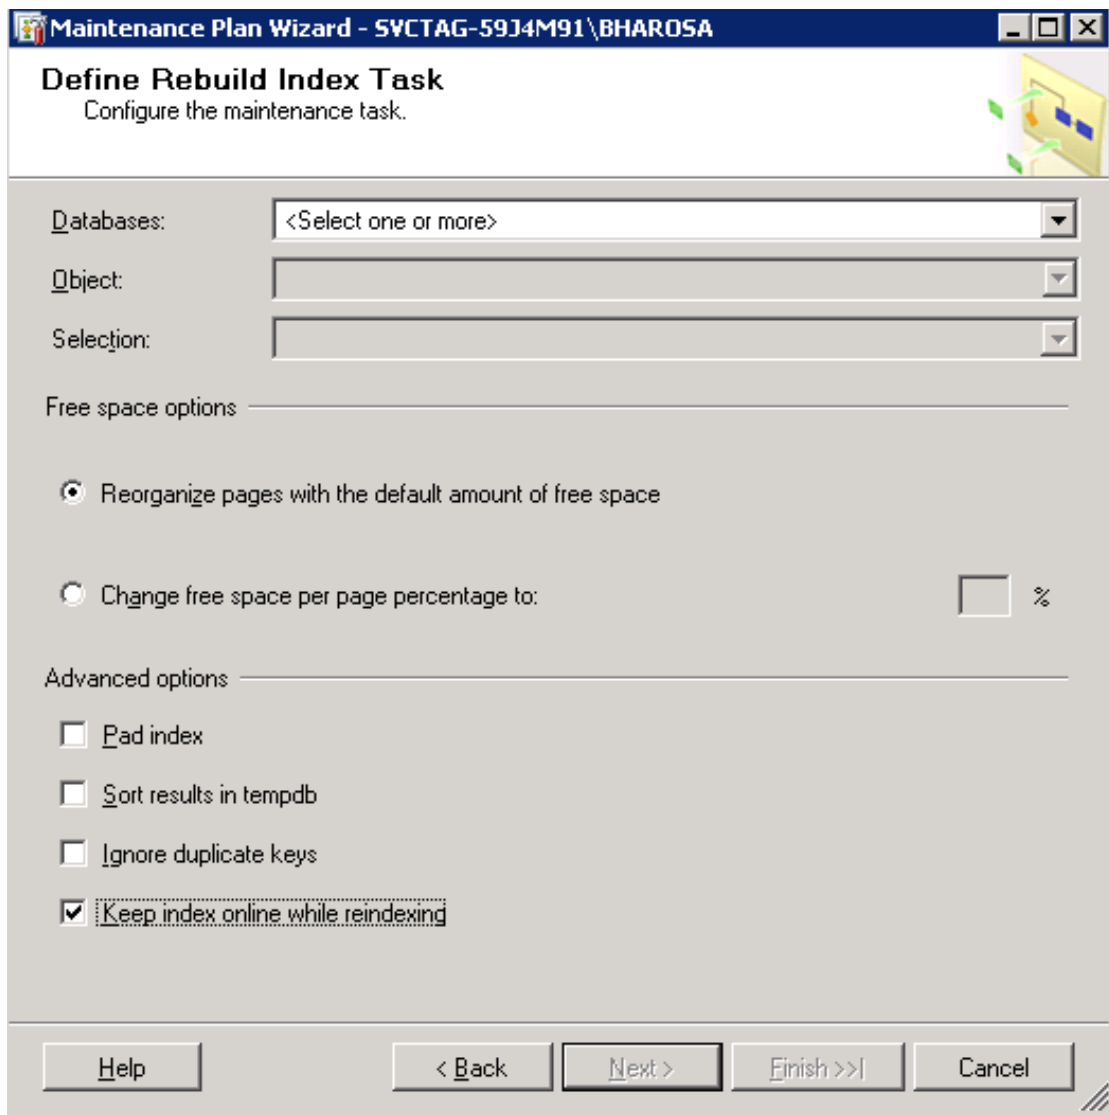 Maintenance Plan Wizard - SVCTAG-59J4M91\BHAROSA
Define Rebuild Index Task
Configure the maintenance task.
Databases: <Select one or more>
Object:
Selection:
Free space options
Reorganize pages with the default amount of free space
Change free space per page percentage to: %
Advanced options
Pad index
Sort results in tempdb
Ignore duplicate keys
Keep index online while reindexing
Help < Back Next > Finish >>| Cancel